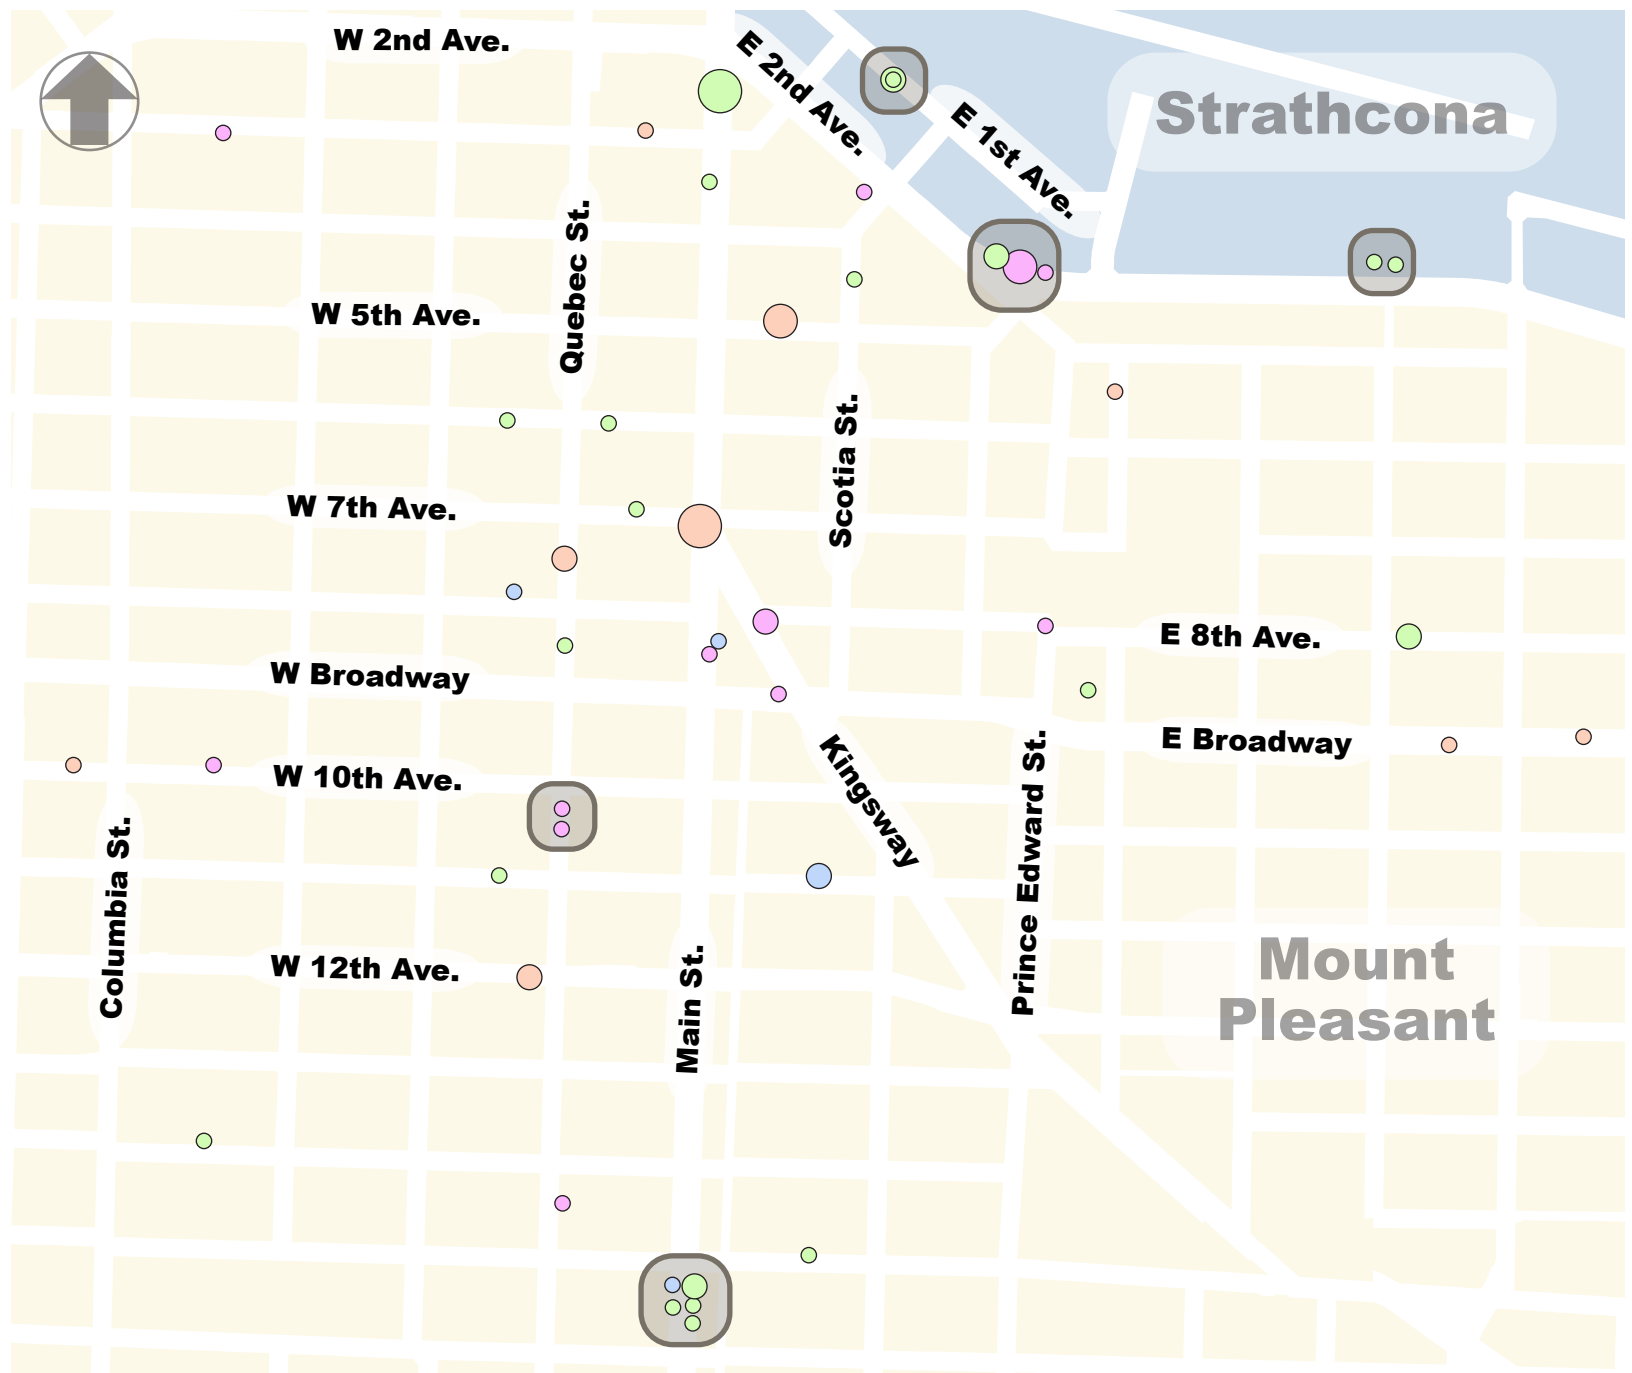 W 2nd Ave.
E 2nd Ave.
E 1st Ave.
Strathcona
Quebec St.
W 5th Ave.
Scotia St.
W 7th Ave.
E 8th Ave.
W Broadway
E Broadway
Kingsway
Prince Edward St.
W 10th Ave.
Columbia St.
Main St.
W 12th Ave.
Mount
Pleasant